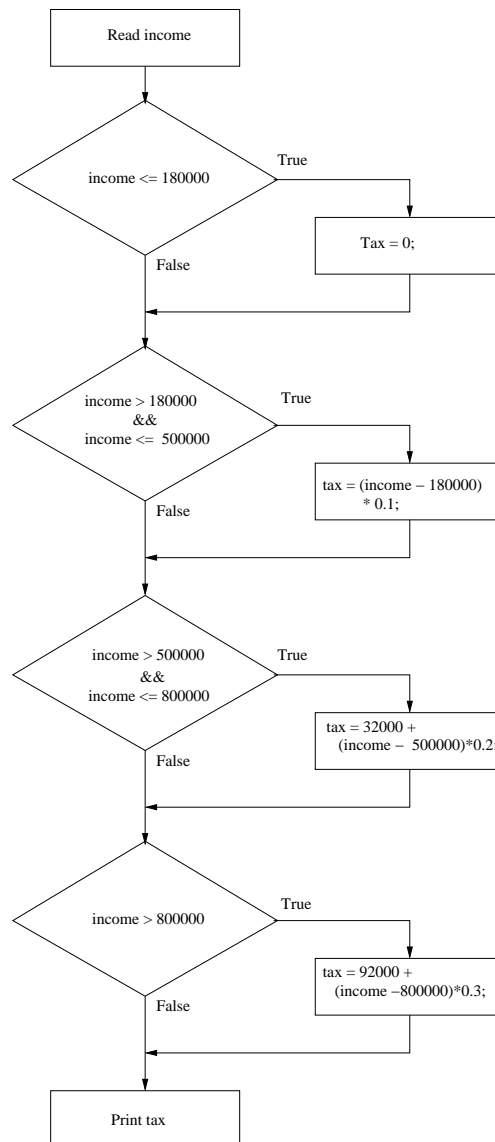 Read income
income <= 180000
True
Tax = 0;
False
income > 180000
&&
income <= 500000
True
tax = (income − 180000)
* 0.1;
False
income > 500000
&&
income <= 800000
True
tax = 32000 +
(income − 500000)*0.2;
False
income > 800000
True
tax = 92000 +
(income −800000)*0.3;
False
Print tax